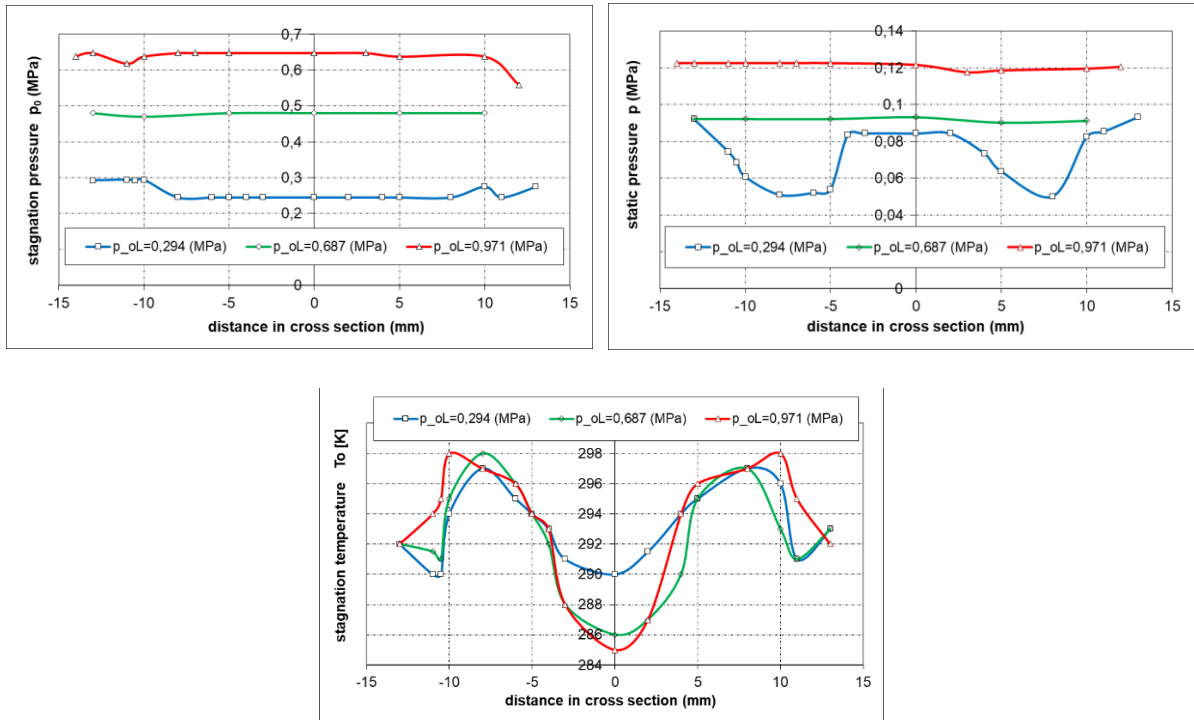 stagnation pressure p₀ (MPa)
0,7
0,6
0,5
0,4
0,3
0,2
0
p_oL=0,294 (MPa) p_oL=0,687 (MPa) p_oL=0,971 (MPa)
-15 -10 -5 0 5 10 15
distance in cross section (mm)
static pressure p (MPa)
0,14
0,12
0,1
0,08
0,06
0,04
0
p_oL=0,294 (MPa) p_oL=0,687 (MPa) p_oL=0,971 (MPa)
-15 -10 -5 0 5 10 15
distance in cross section (mm)
p_oL=0,294 (MPa) p_oL=0,687 (MPa) p_oL=0,971 (MPa)
stagnation temperature To [K]
298
296
294
292
290
288
286
284
-15 -10 -5 0 5 10 15
distance in cross section (mm)